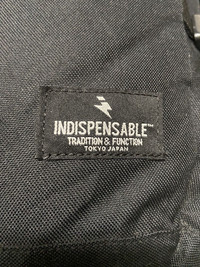 INDISPENSABLE™
TRADITION & FUNCTION
TOKYO JAPAN